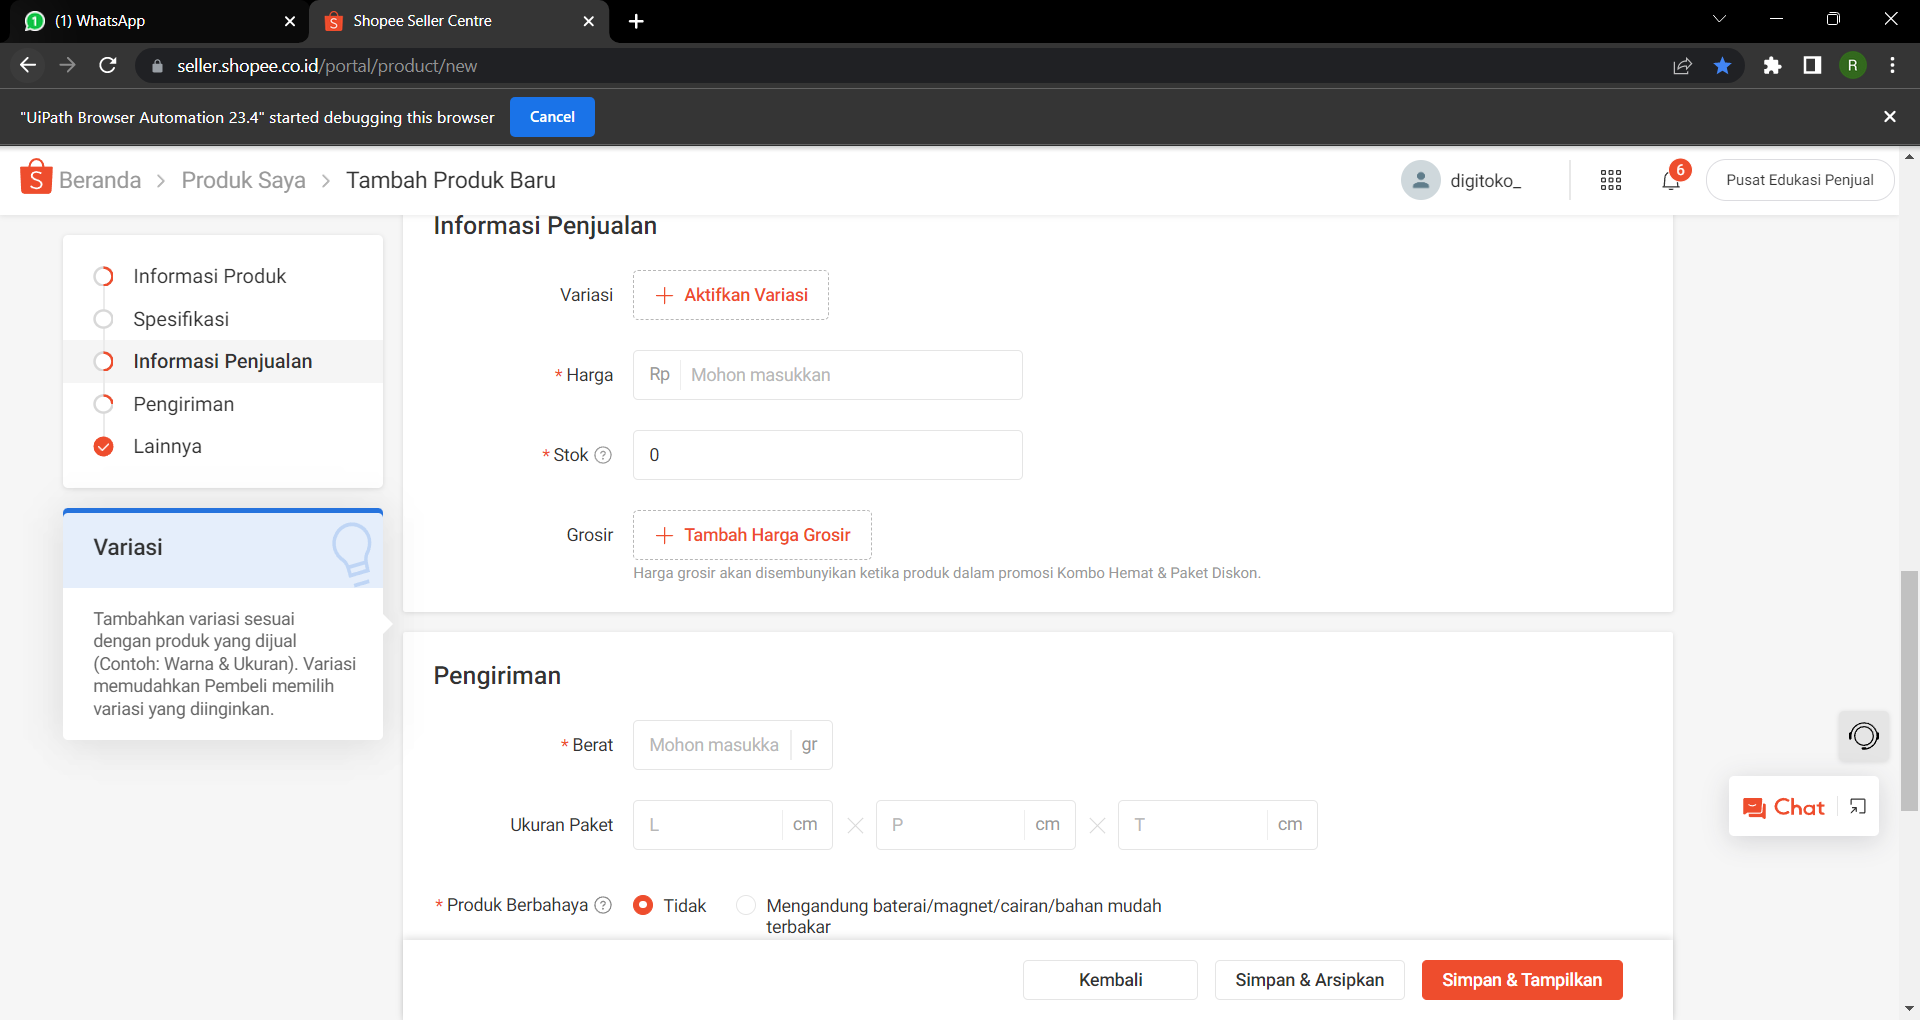 (1) WhatsApp
Shopee Seller Centre
seller.shopee.co.id/portal/product/new
R
"UiPath Browser Automation 23.4" started debugging this browser
Cancel
Beranda > Produk Saya > Tambah Produk Baru
digitoko_
6
Pusat Edukasi Penjual
Informasi Produk
Spesifikasi
Informasi Penjualan
Pengiriman
Lainnya
Variasi
Tambahkan variasi sesuai
dengan produk yang dijual
(Contoh: Warna & Ukuran). Variasi
memudahkan Pembeli memilih
variasi yang diinginkan.
Informasi Penjualan
Variasi + Aktifkan Variasi
* Harga Rp Mohon masukkan
* Stok ? 0
Grosir + Tambah Harga Grosir
Harga grosir akan disembunyikan ketika produk dalam promosi Kombo Hemat & Paket Diskon.
Pengiriman
* Berat Mohon masukka gr
Ukuran Paket L cm × P cm × T cm
* Produk Berbahaya ? Tidak Mengandung baterai/magnet/cairan/bahan mudah
terbakar
Chat
Kembali
Simpan & Arsipkan
Simpan & Tampilkan